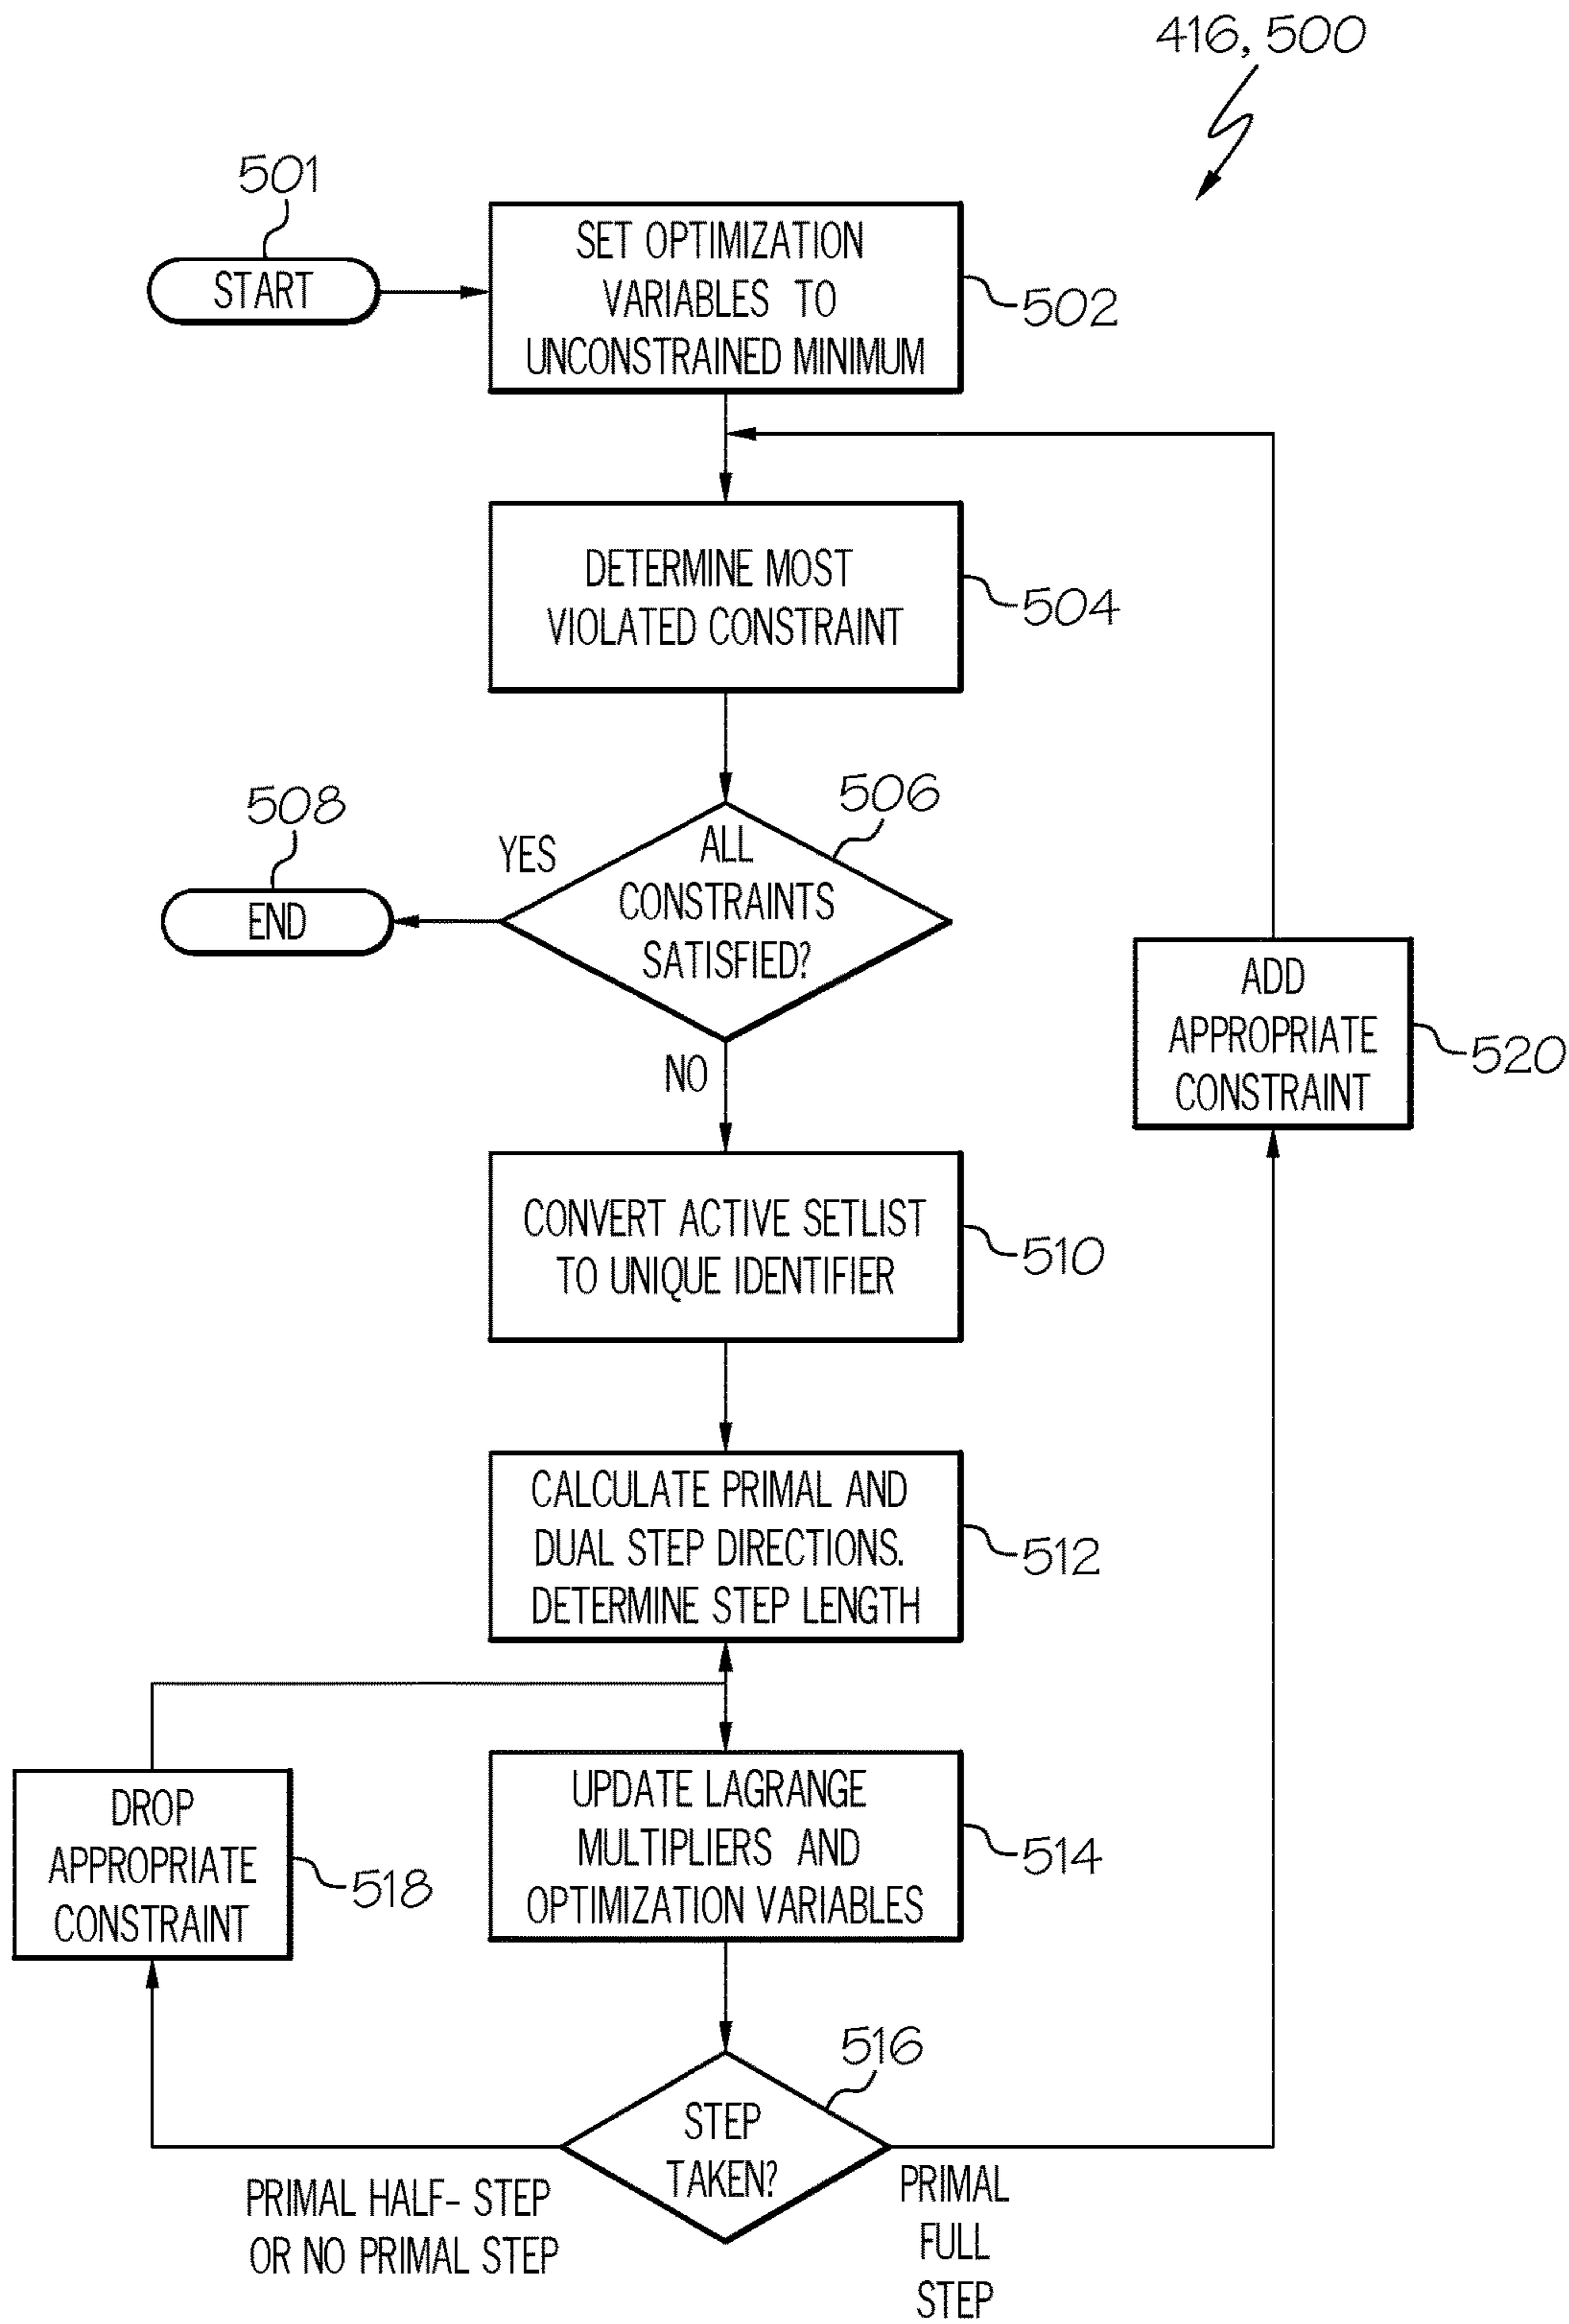 416, 500
501
START
SET OPTIMIZATION
VARIABLES TO
UNCONSTRAINED MINIMUM
502
DETERMINE MOST
VIOLATED CONSTRAINT
504
506
508
YES
ALL
CONSTRAINTS
SATISFIED?
END
NO
ADD
APPROPRIATE
CONSTRAINT
520
CONVERT ACTIVE SETLIST
TO UNIQUE IDENTIFIER
510
CALCULATE PRIMAL AND
DUAL STEP DIRECTIONS.
DETERMINE STEP LENGTH
512
UPDATE LAGRANGE
MULTIPLIERS AND
OPTIMIZATION VARIABLES
514
DROP
APPROPRIATE
CONSTRAINT
518
516
STEP
TAKEN?
PRIMAL HALF- STEP
OR NO PRIMAL STEP
PRIMAL
FULL
STEP